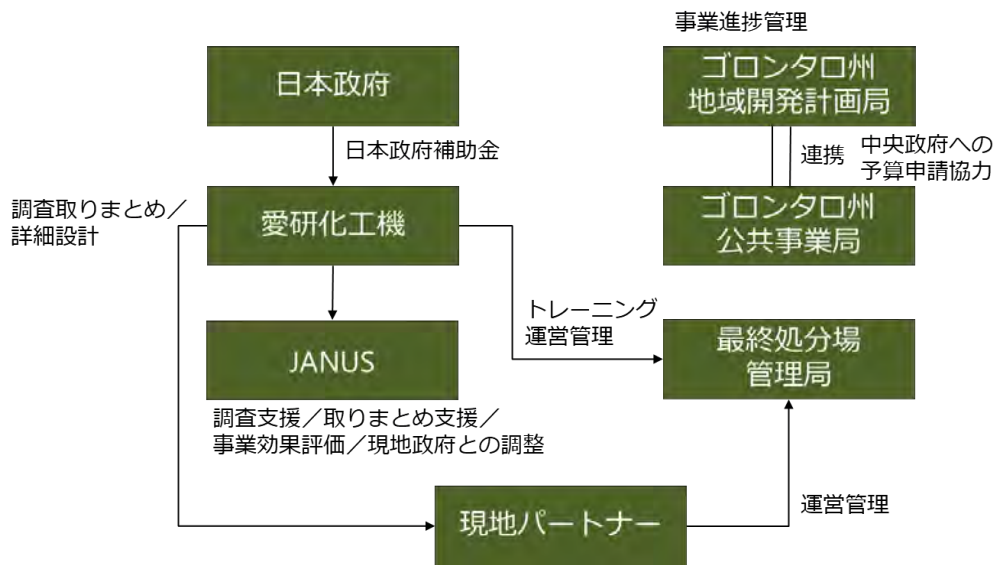 事業進捗管理
日本政府
ゴロンタロ州
地域開発計画局
日本政府補助金
連携
中央政府への
予算申請協力
調査取りまとめ／
詳細設計
愛研化工機
ゴロンタロ州
公共事業局
トレーニング
運営管理
JANUS
最終処分場
管理局
調査支援／取りまとめ支援／
事業効果評価／現地政府との調整
現地パートナー
運営管理